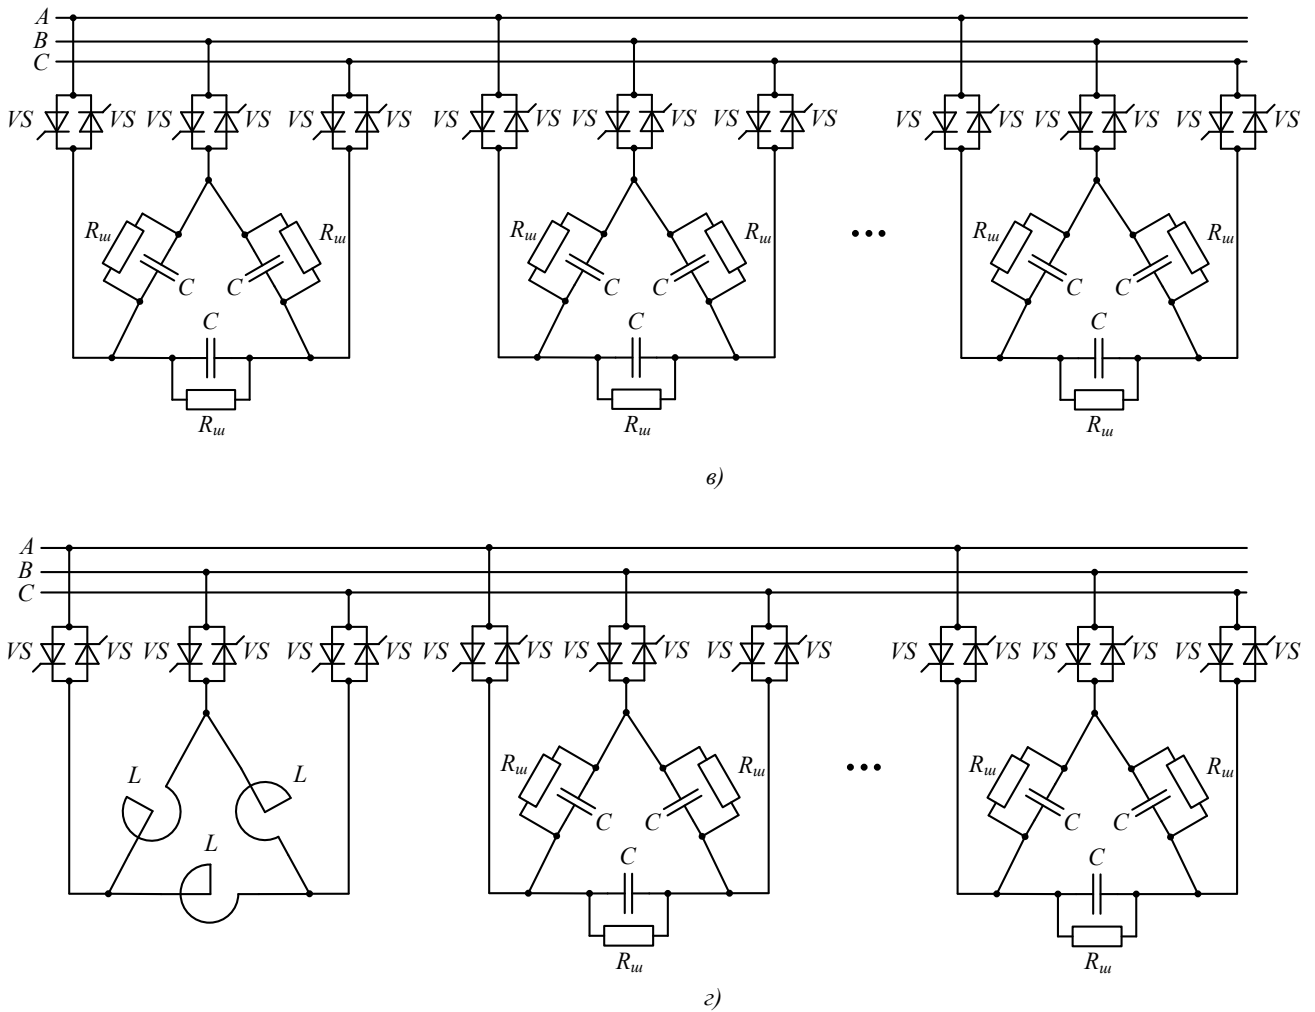 A
B
C
VS VS VS VS VS VS VS VS VS VS VS VS VS VS VS VS VS VS
Rш Rш Rш Rш ••• Rш Rш
C C C C C C
C C C
Rш Rш Rш
в)
A
B
C
VS VS VS VS VS VS VS VS VS VS VS VS VS VS VS VS VS VS
L L Rш Rш ••• Rш Rш
C C C C
L C C
Rш Rш
г)